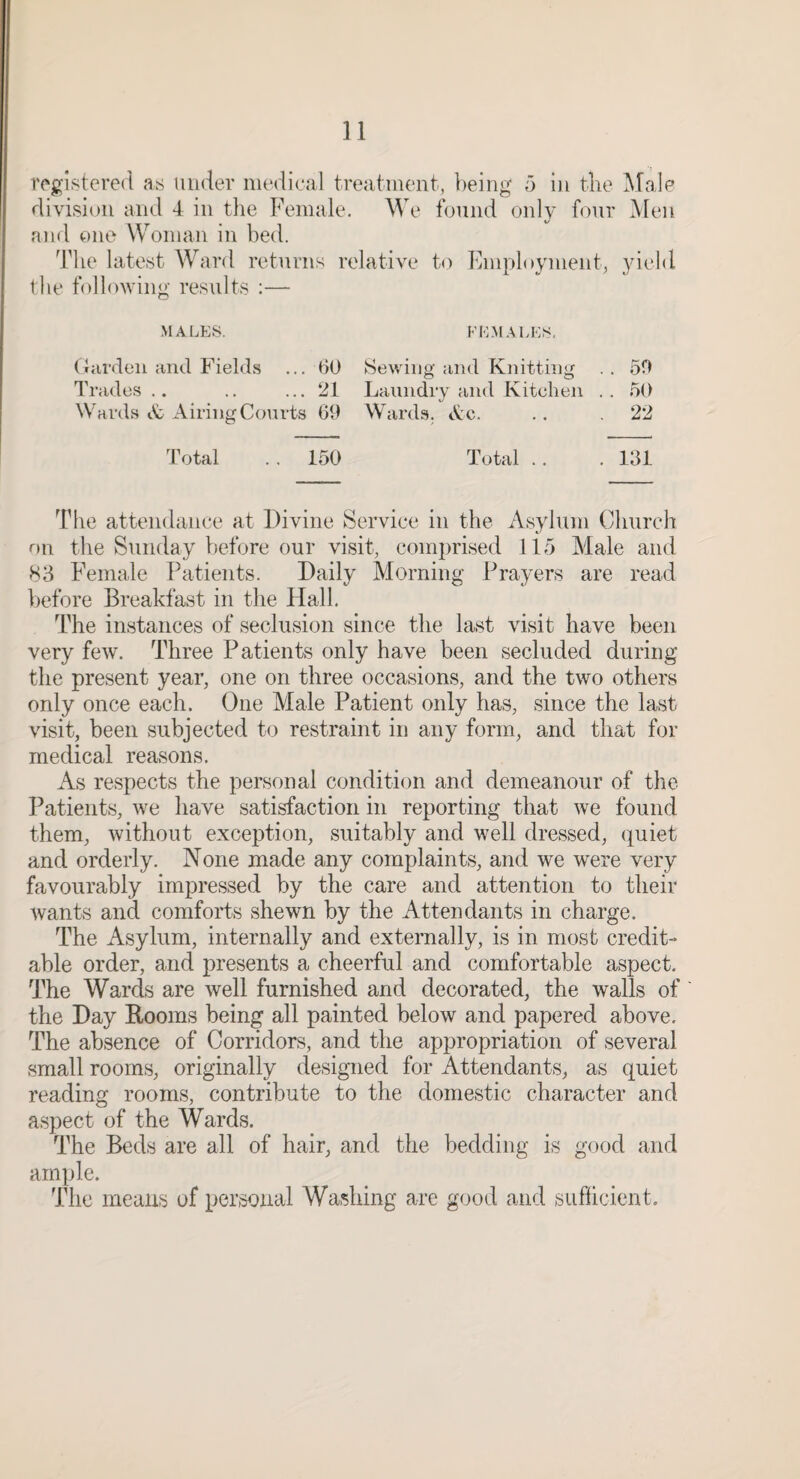 11
registered as under medical treatment, being 5 in the Male
division and 4 in the Female. We found only four Men
and one Woman in bed.
The latest Ward returns relative to Employment, yield
the following results :—
MALES. FEMALES.
Garden and Fields ... 60 Sewing and Knitting .. 59
Trades .. .. ... 21 Laundry and Kitchen .. 50
Wards & Airing Courts 69 Wards, &c. .. . 22
Total .. 150 Total .. . 131
The attendance at Divine Service in the Asylum Church
on the Sunday before our visit, comprised 115 Male and
83 Female Patients. Daily Morning Prayers are read
before Breakfast in the Hall.
The instances of seclusion since the last visit have been
very few. Three Patients only have been secluded during
the present year, one on three occasions, and the two others
only once each. One Male Patient only has, since the last
visit, been subjected to restraint in any form, and that for
medical reasons.
As respects the personal condition and demeanour of the
Patients, we have satisfaction in reporting that we found
them, without exception, suitably and well dressed, quiet
and orderly. None made any complaints, and we were very
favourably impressed by the care and attention to their
wants and comforts shewn by the Attendants in charge.
The Asylum, internally and externally, is in most credit-
able order, and presents a cheerful and comfortable aspect.
The Wards are well furnished and decorated, the walls of
the Day Rooms being all painted below and papered above.
The absence of Corridors, and the appropriation of several
small rooms, originally designed for Attendants, as quiet
reading rooms, contribute to the domestic character and
aspect of the Wards.
The Beds are all of hair, and the bedding is good and
ample.
The means of personal Washing are good and sufficient.